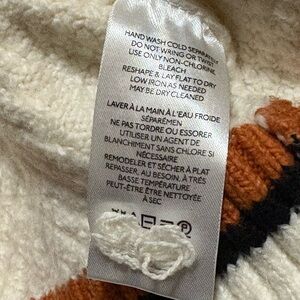 HAND WASH COLD SEPARATELY
DO NOT WRING OR TWIST
USE ONLY NON-CHLORINE
BLEACH
RESHAPE & LAY FLAT TO DRY
LOW IRON AS NEEDED
MAY BE DRY CLEANED
LAVER À LA MAIN À L'EAU FROIDE
SÉPARÉMEN
NE PAS TORDRE OU ESSORER
UTILISER UN AGENT DE
BLANCHIMENT SANS CHLORE SI
NÉCESSAIRE
REMODELER ET SÉCHER À PLAT
REPASSER, AU BESOIN, À TRÈS
BASSE TEMPÉRATURE
PEUT-ÊTRE ÊTRE NETTOYÉE
À SEC